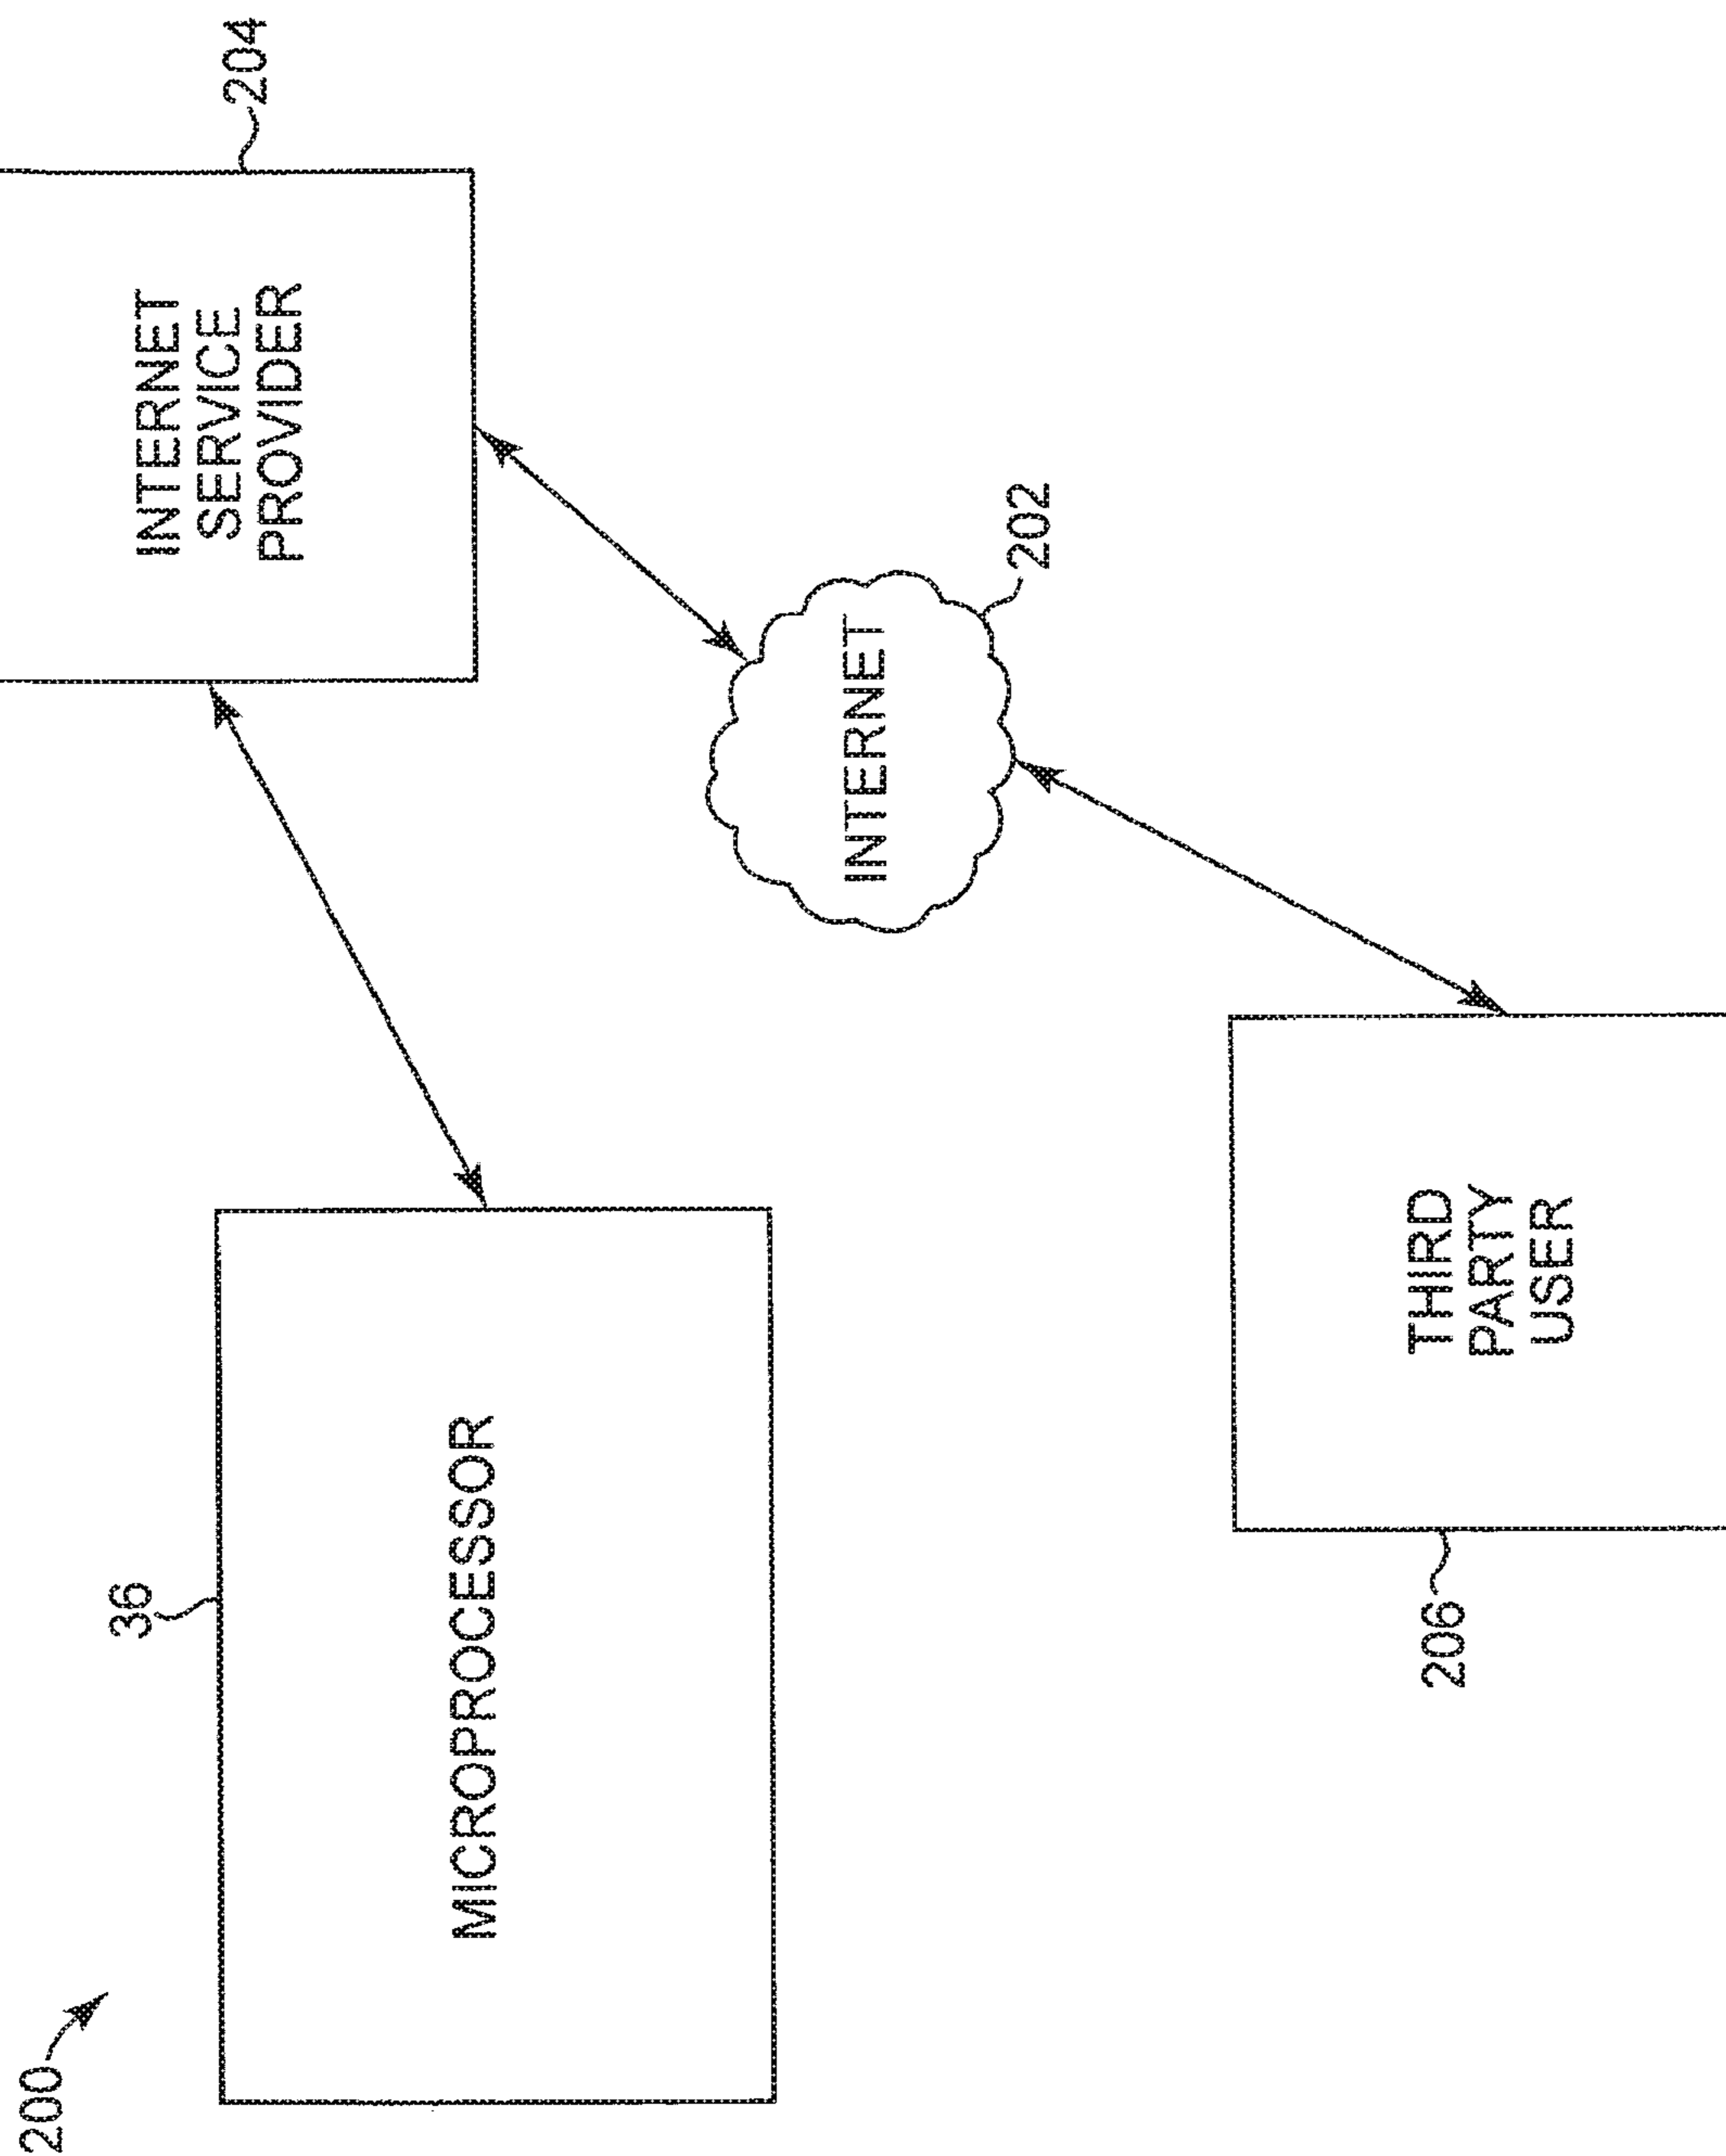 200
36
MICROPROCESSOR
204
INTERNET
SERVICE
PROVIDER
INTERNET
202
206
THIRD
PARTY
USER